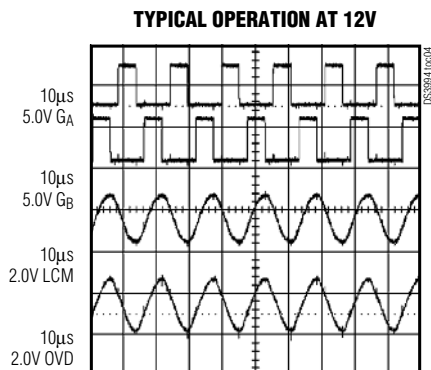 TYPICAL OPERATION AT 12V
DS3994 toc04
10µs
5.0V GA
10µs
5.0V GB
10µs
2.0V LCM
10µs
2.0V OVD